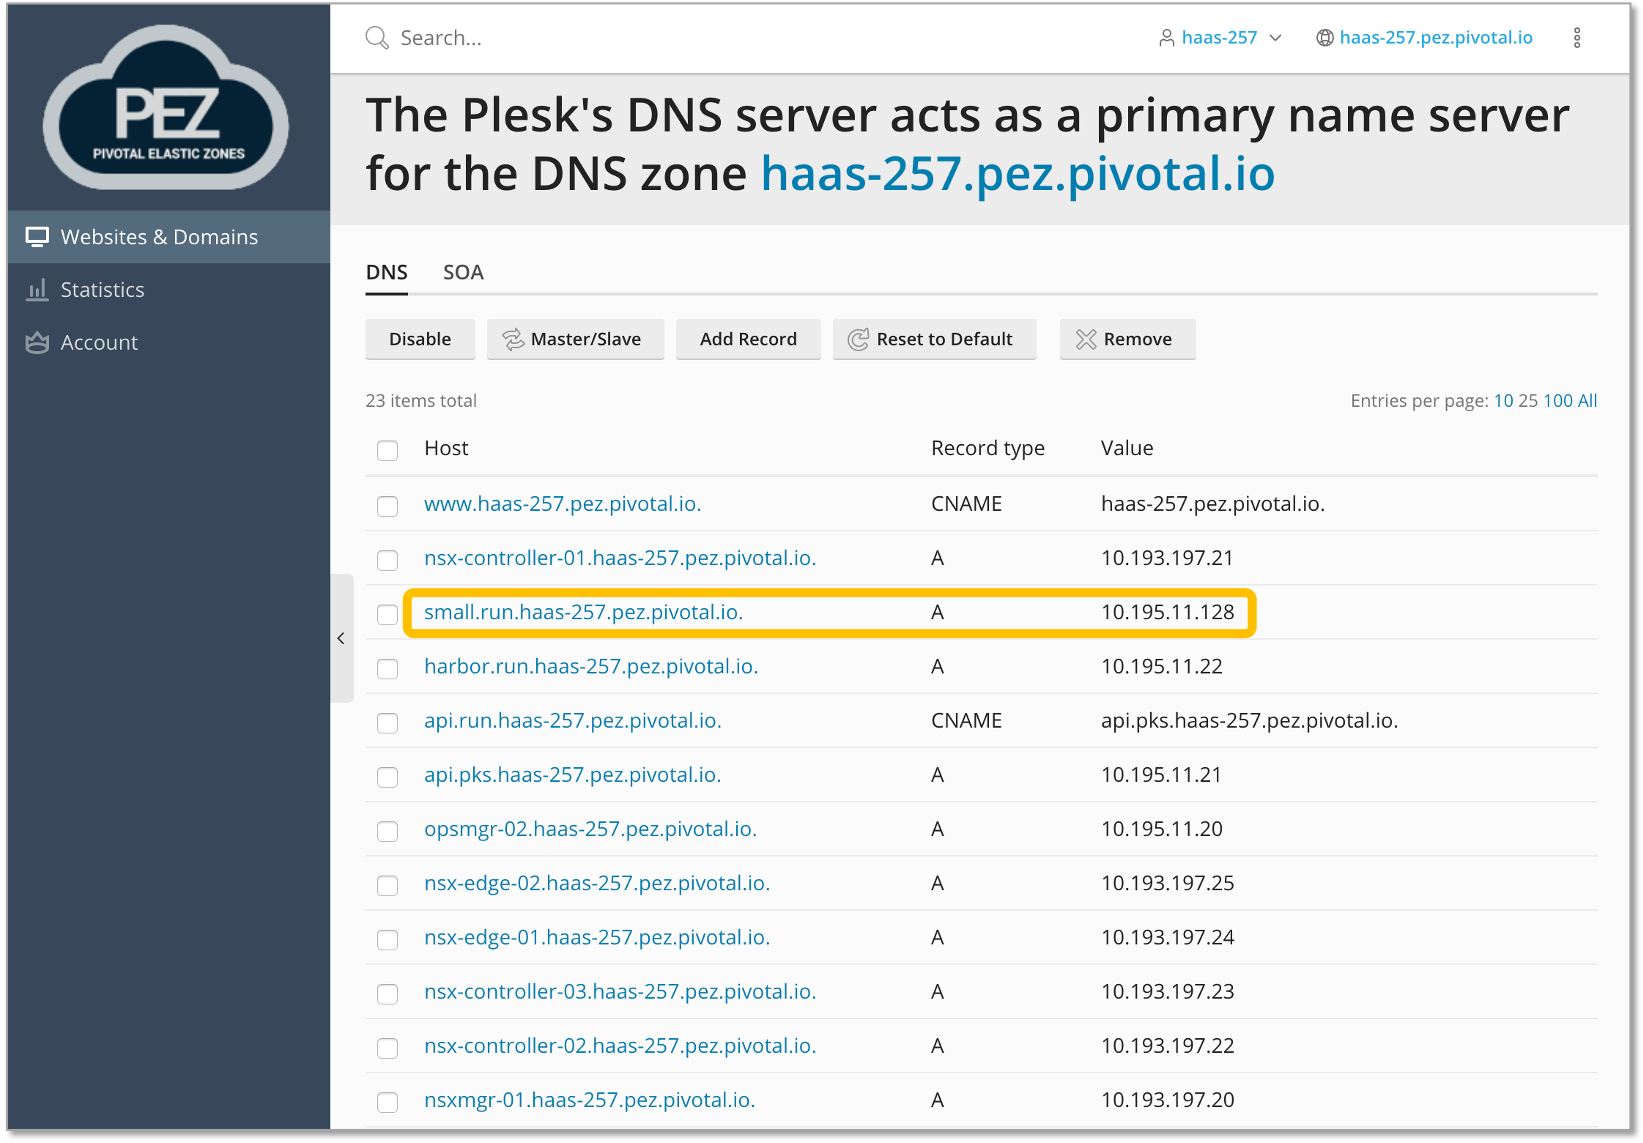 PEZ
PIVOTAL ELASTIC ZONES
Websites & Domains
Statistics
Account
Search...
haas-257
haas-257.pez.pivotal.io
The Plesk's DNS server acts as a primary name server
for the DNS zone haas-257.pez.pivotal.io
DNS SOA
Disable Master/Slave Add Record Reset to Default Remove
23 items total Entries per page: 10 25 100 All
Host Record type Value
www.haas-257.pez.pivotal.io. CNAME haas-257.pez.pivotal.io.
nsx-controller-01.haas-257.pez.pivotal.io. A 10.193.197.21
small.run.haas-257.pez.pivotal.io. A 10.195.11.128
harbor.run.haas-257.pez.pivotal.io. A 10.195.11.22
api.run.haas-257.pez.pivotal.io. CNAME api.pks.haas-257.pez.pivotal.io.
api.pks.haas-257.pez.pivotal.io. A 10.195.11.21
opsmgr-02.haas-257.pez.pivotal.io. A 10.195.11.20
nsx-edge-02.haas-257.pez.pivotal.io. A 10.193.197.25
nsx-edge-01.haas-257.pez.pivotal.io. A 10.193.197.24
nsx-controller-03.haas-257.pez.pivotal.io. A 10.193.197.23
nsx-controller-02.haas-257.pez.pivotal.io. A 10.193.197.22
nsxmgr-01.haas-257.pez.pivotal.io. A 10.193.197.20